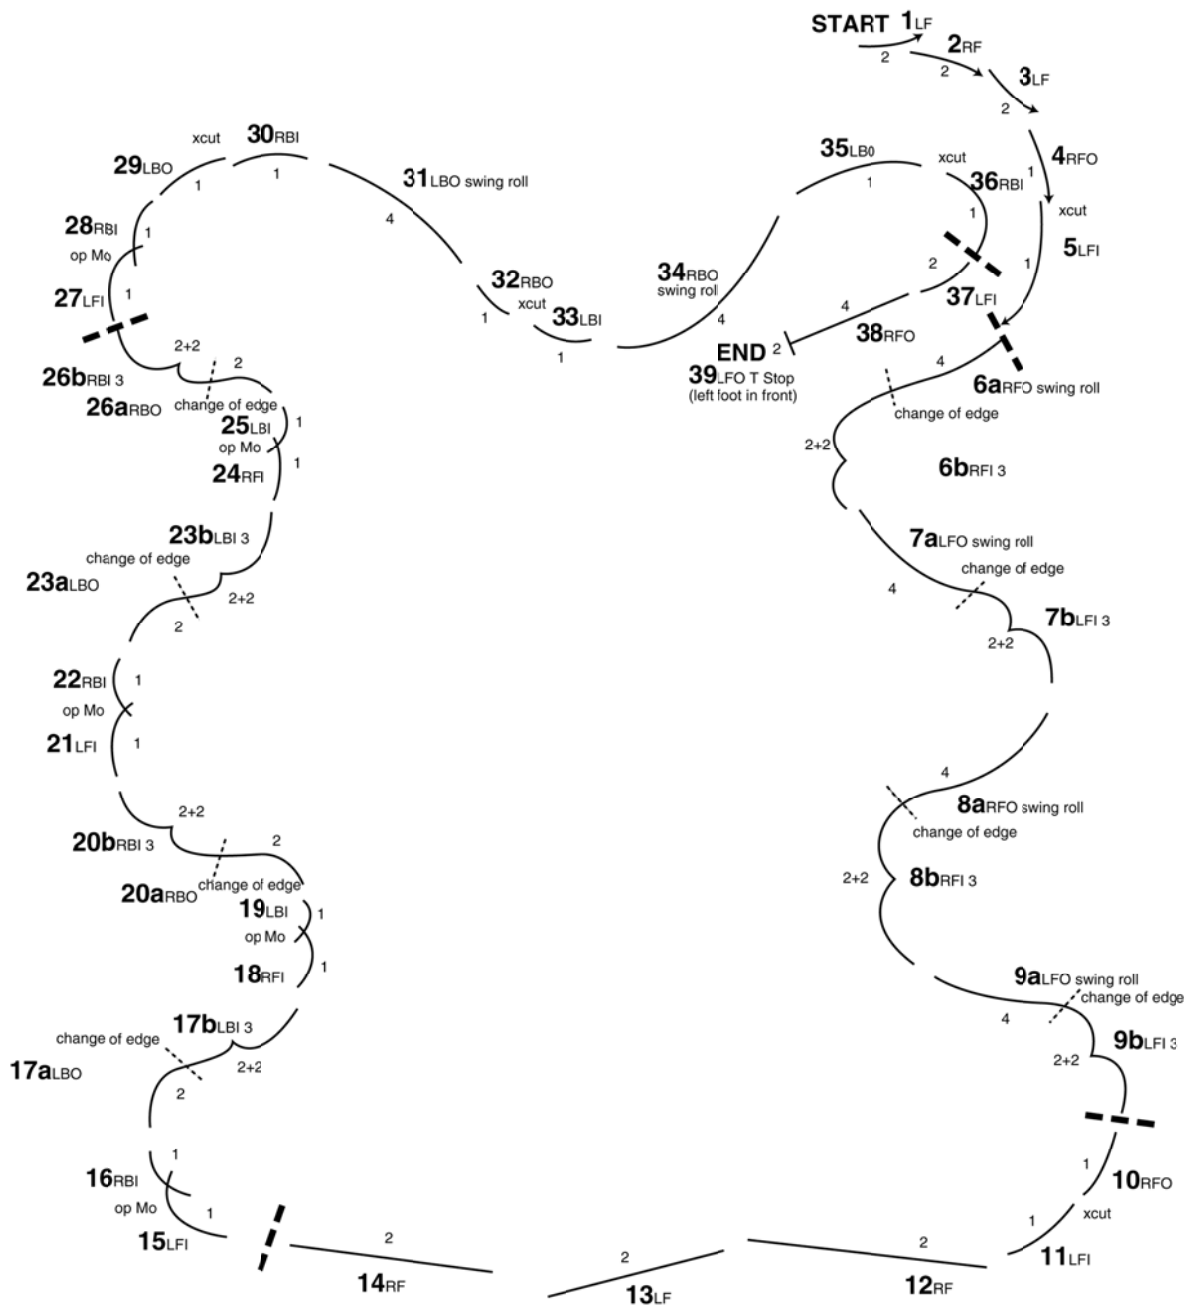 START 1LF
2
2RF
2
3LF
2
4RFO
1
xcut
5LFI
1
6aRFO swing roll
4
change of edge
2+2
6bRFI 3
7aLFO swing roll
change of edge
4
7bLFI 3
2+2
4
8aRFO swing roll
change of edge
2+2
8bRFI 3
9aLFO swing roll
change of edge
4
9bLFI 3
2+2
1
10RFO
xcut
1
11LFI
2
12RF
2
13LF
2
14RF
1
15LFI
op Mo
16RBI
1
2
17aLBO
change of edge
17bLBI 3
2+2
18RFI
1
op Mo
19LBI
1
20aRBO
change of edge
2
20bRBI 3
2+2
21LFI
1
op Mo
22RBI
1
2
23aLBO
change of edge
23bLBI 3
2+2
24RFI
1
op Mo
25LBI
1
change of edge
26aRBO
2
26bRBI 3
2+2
27LFI
1
op Mo
28RBI
1
29LBO
1
xcut
30RBI
1
31LBO swing roll
4
32RBO
1
xcut
33LBI
1
34RBO
swing roll
4
35LB0
1
xcut
36RBI
1
37LFI
2
38RFO
4
END 2
39LFO T Stop
(left foot in front)